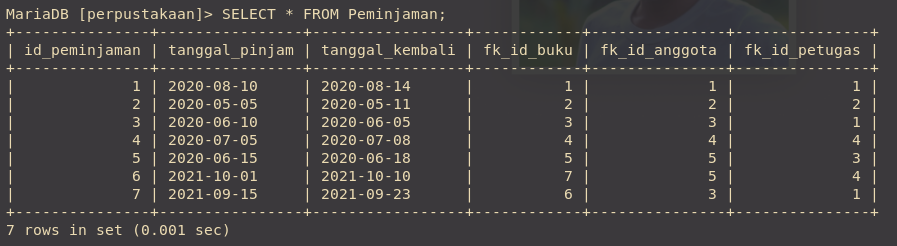 MariaDB [perpustakaan]> SELECT * FROM Peminjaman;
+---------------+----------------+-----------------+------------+---------------+---------------+
| id_peminjaman | tanggal_pinjam | tanggal_kembali | fk_id_buku | fk_id_anggota | fk_id_petugas |
+---------------+----------------+-----------------+------------+---------------+---------------+
|             1 | 2020-08-10     | 2020-08-14      |          1 |             1 |             1 |
|             2 | 2020-05-05     | 2020-05-11      |          2 |             2 |             2 |
|             3 | 2020-06-10     | 2020-06-05      |          3 |             3 |             1 |
|             4 | 2020-07-05     | 2020-07-08      |          4 |             4 |             4 |
|             5 | 2020-06-15     | 2020-06-18      |          5 |             5 |             3 |
|             6 | 2021-10-01     | 2021-10-10      |          7 |             5 |             4 |
|             7 | 2021-09-15     | 2021-09-23      |          6 |             3 |             1 |
+---------------+----------------+-----------------+------------+---------------+---------------+
7 rows in set (0.001 sec)